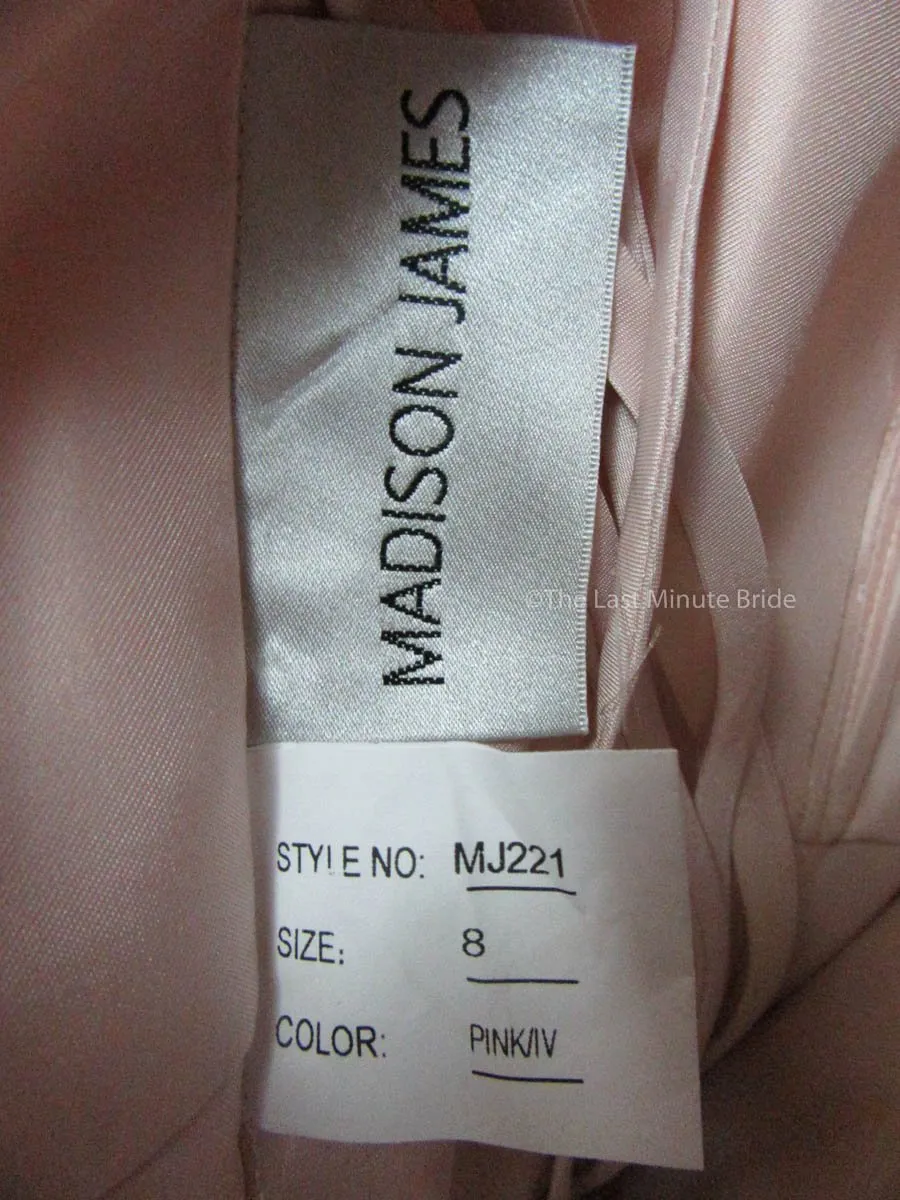 MADISON JAMES
©The Last Minute Bride
STYLE NO: MJ221
SIZE: 8
COLOR: PINK/IV